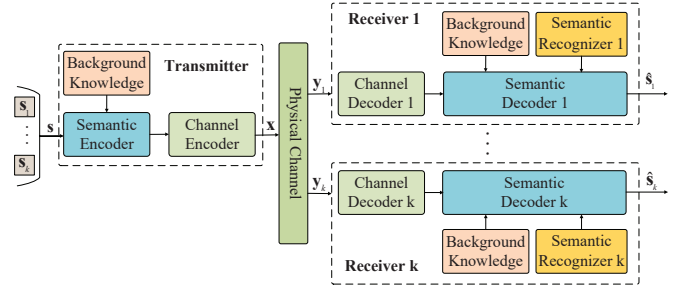 Receiver 1
Background
Knowledge
Semantic
Recognizer 1
Background
Knowledge
Transmitter
s₁
⋮
sₖ
s
Semantic
Encoder
Channel
Encoder
x
Physical Channel
y₁
Channel
Decoder 1
Semantic
Decoder 1
ŝ₁
⋮
yₖ
Channel
Decoder k
Semantic
Decoder k
ŝₖ
Background
Knowledge
Semantic
Recognizer k
Receiver k